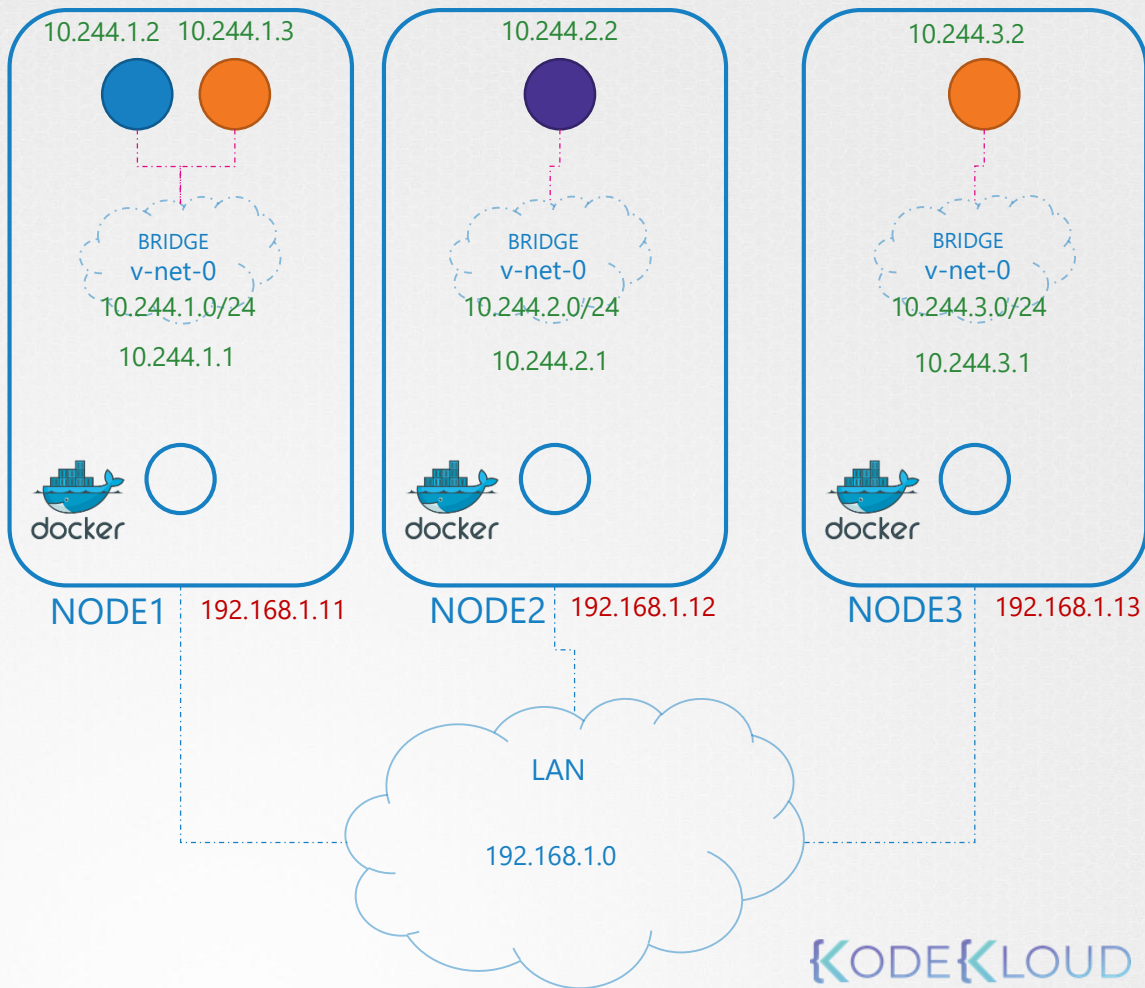 10.244.1.2 10.244.1.3
BRIDGE
v-net-0
10.244.1.0/24
10.244.1.1
docker
NODE1 192.168.1.11
10.244.2.2
BRIDGE
v-net-0
10.244.2.0/24
10.244.2.1
docker
NODE2 192.168.1.12
10.244.3.2
BRIDGE
v-net-0
10.244.3.0/24
10.244.3.1
docker
NODE3 192.168.1.13
LAN
192.168.1.0
{KODE{KLOUD